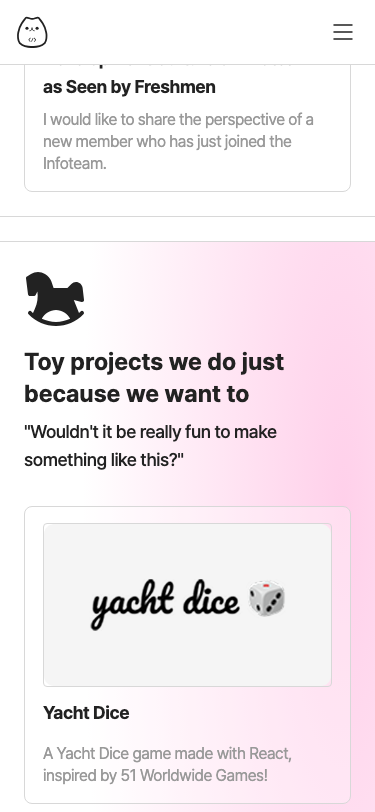 as Seen by Freshmen
I would like to share the perspective of a
new member who has just joined the
Infoteam.
Toy projects we do just
because we want to
"Wouldn't it be really fun to make
something like this?"
yacht dice
Yacht Dice
A Yacht Dice game made with React,
inspired by 51 Worldwide Games!